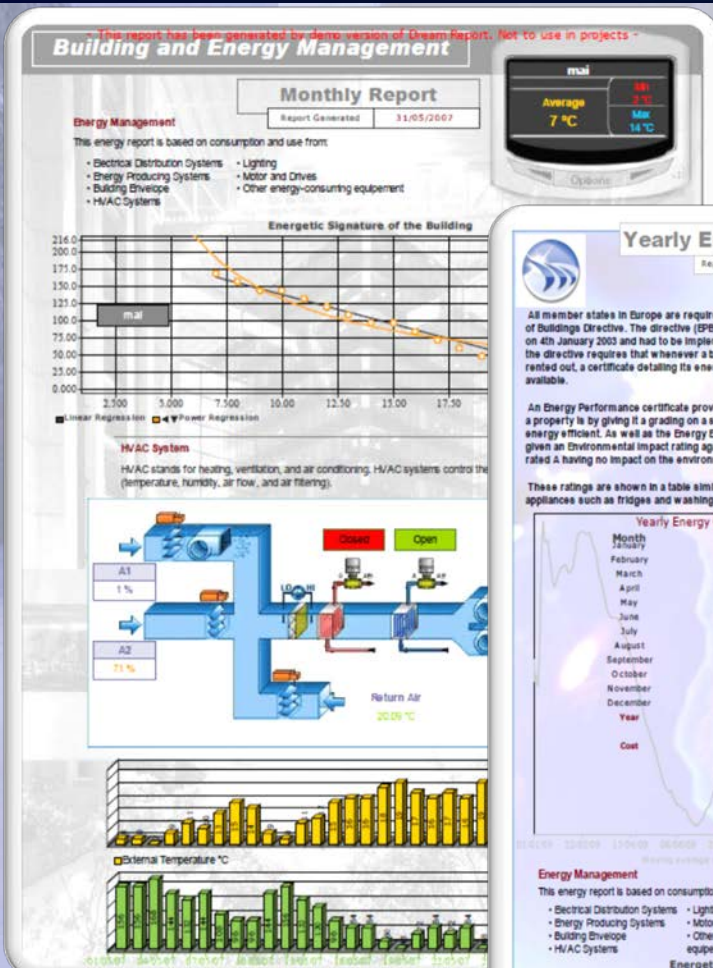 - This report has been generated by demo version of Dream Report. Not to use in projects -
Building and Energy Management
mai
Average
7 °C
Min
2 °C
Max
14 °C
Options
Monthly Report
Report Generated 31/05/2007
Energy Management
This energy report is based on consumption and use from:
• Electrical Distribution Systems • Lighting
• Energy Producing Systems • Motor and Drives
• Building Envelope • Other energy-consuming equipement
• HVAC Systems
Energetic Signature of the Building
216.0
200.0
175.0
150.0
125.0
100.0
75.00
50.00
25.00
0.000
mai
2.500 5.000 7.500 10.00 12.50 15.00 17.50
Linear Regression Power Regression
HVAC System
HVAC stands for heating, ventilation, and air conditioning. HVAC systems control the
(temperature, humidity, air flow, and air filtering).
Closed Open
A1
1 %
LO HI
A2
71 %
Return Air
20.09 °C
External Temperature °C
Yearly E
Re
All member states in Europe are requir
of Buildings Directive. The directive (EPB
on 4th January 2003 and had to be implem
the directive requires that whenever a b
rented out, a certificate detailing its ener
available.
An Energy Performance certificate prov
a property is by giving it a grading on a s
energy efficient. As well as the Energy E
given an Environmental Impact rating ag
rated A having no impact on the environm
These ratings are shown in a table simi
appliances such as fridges and washing
Yearly Energy
Month
January
February
March
April
May
June
July
August
September
October
November
December
Year
Cost
Energy Management
This energy report is based on consumptio
• Electrical Distribution Systems • Light
• Energy Producing Systems • Moto
• Building Envelope • Othe
• HVAC Systems equipe
Energet